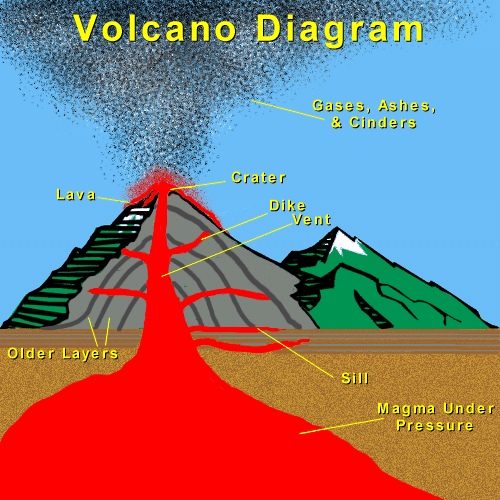 Volcano Diagram
Gases, Ashes,
& Cinders
Crater
Lava
Dike
Vent
Older Layers
Sill
Magma Under
Pressure